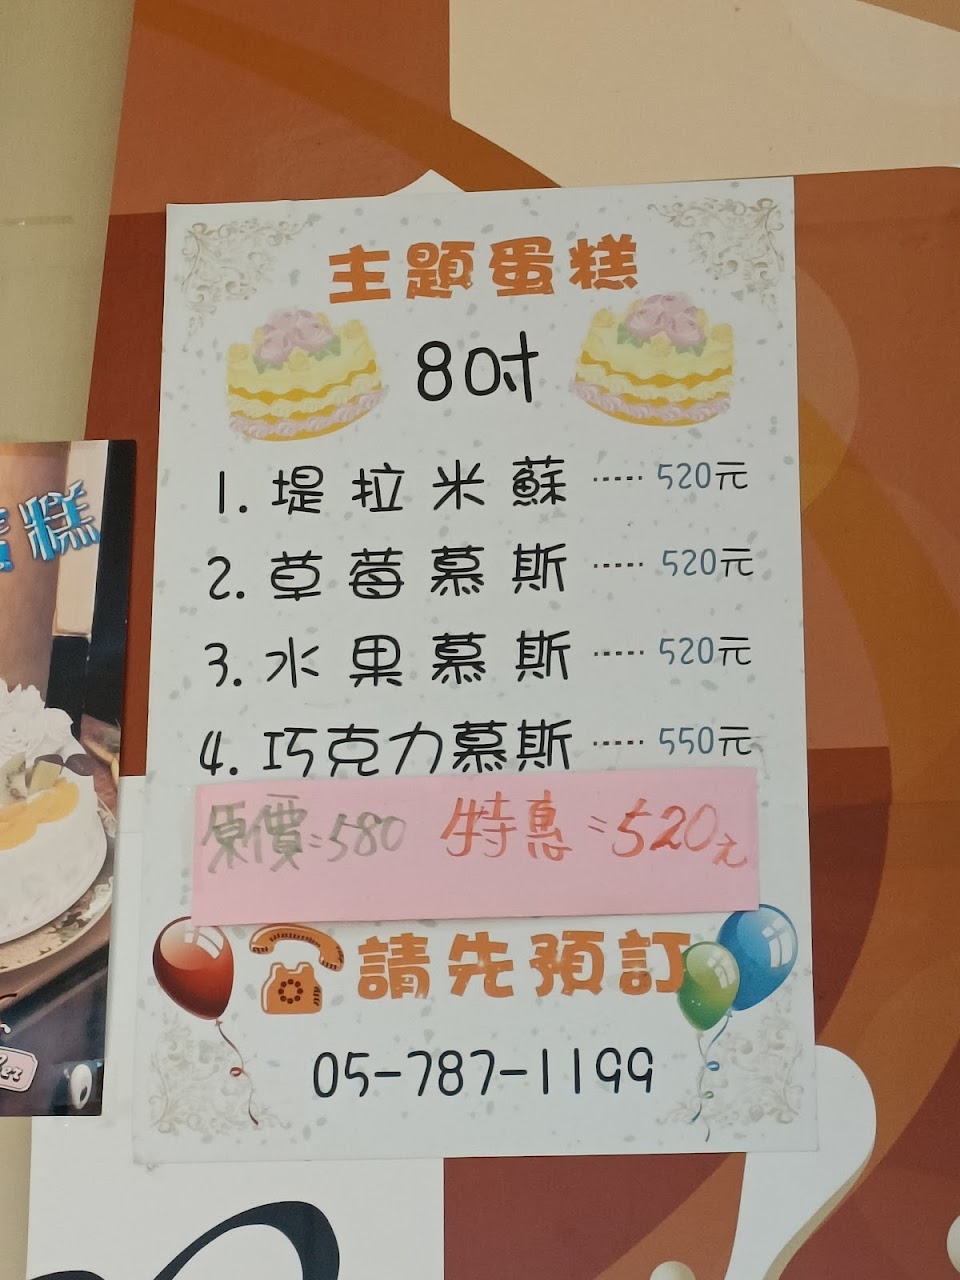 主題蛋糕
8吋
1. 堤拉米蘇 ······ 520元
2. 草莓慕斯 ······ 520元
3. 水果慕斯 ······ 520元
4. 巧克力慕斯 ······ 550元
原價=580 特惠=520元
請先預訂
05-787-1199
糕